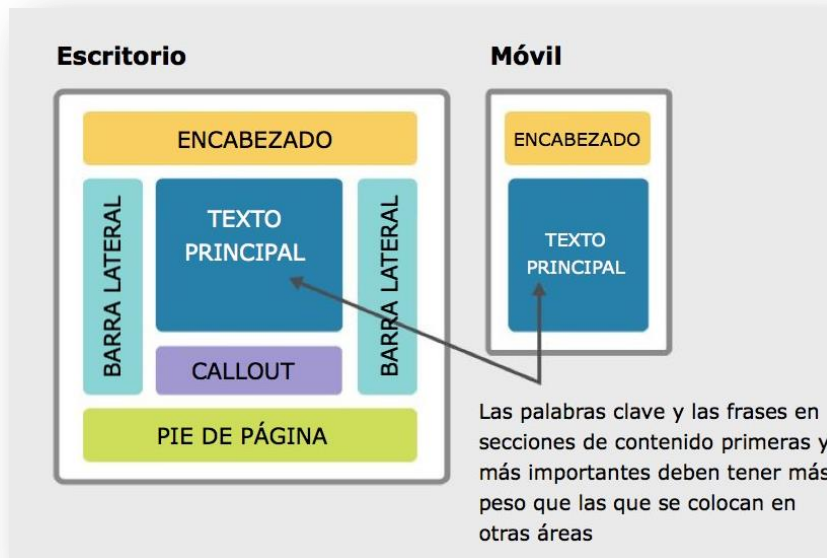 Escritorio
Móvil
ENCABEZADO
BARRA LATERAL
TEXTO
PRINCIPAL
BARRA LATERAL
CALLOUT
PIE DE PÁGINA
ENCABEZADO
TEXTO
PRINCIPAL
Las palabras clave y las frases en
secciones de contenido primeras y
más importantes deben tener más
peso que las que se colocan en
otras áreas